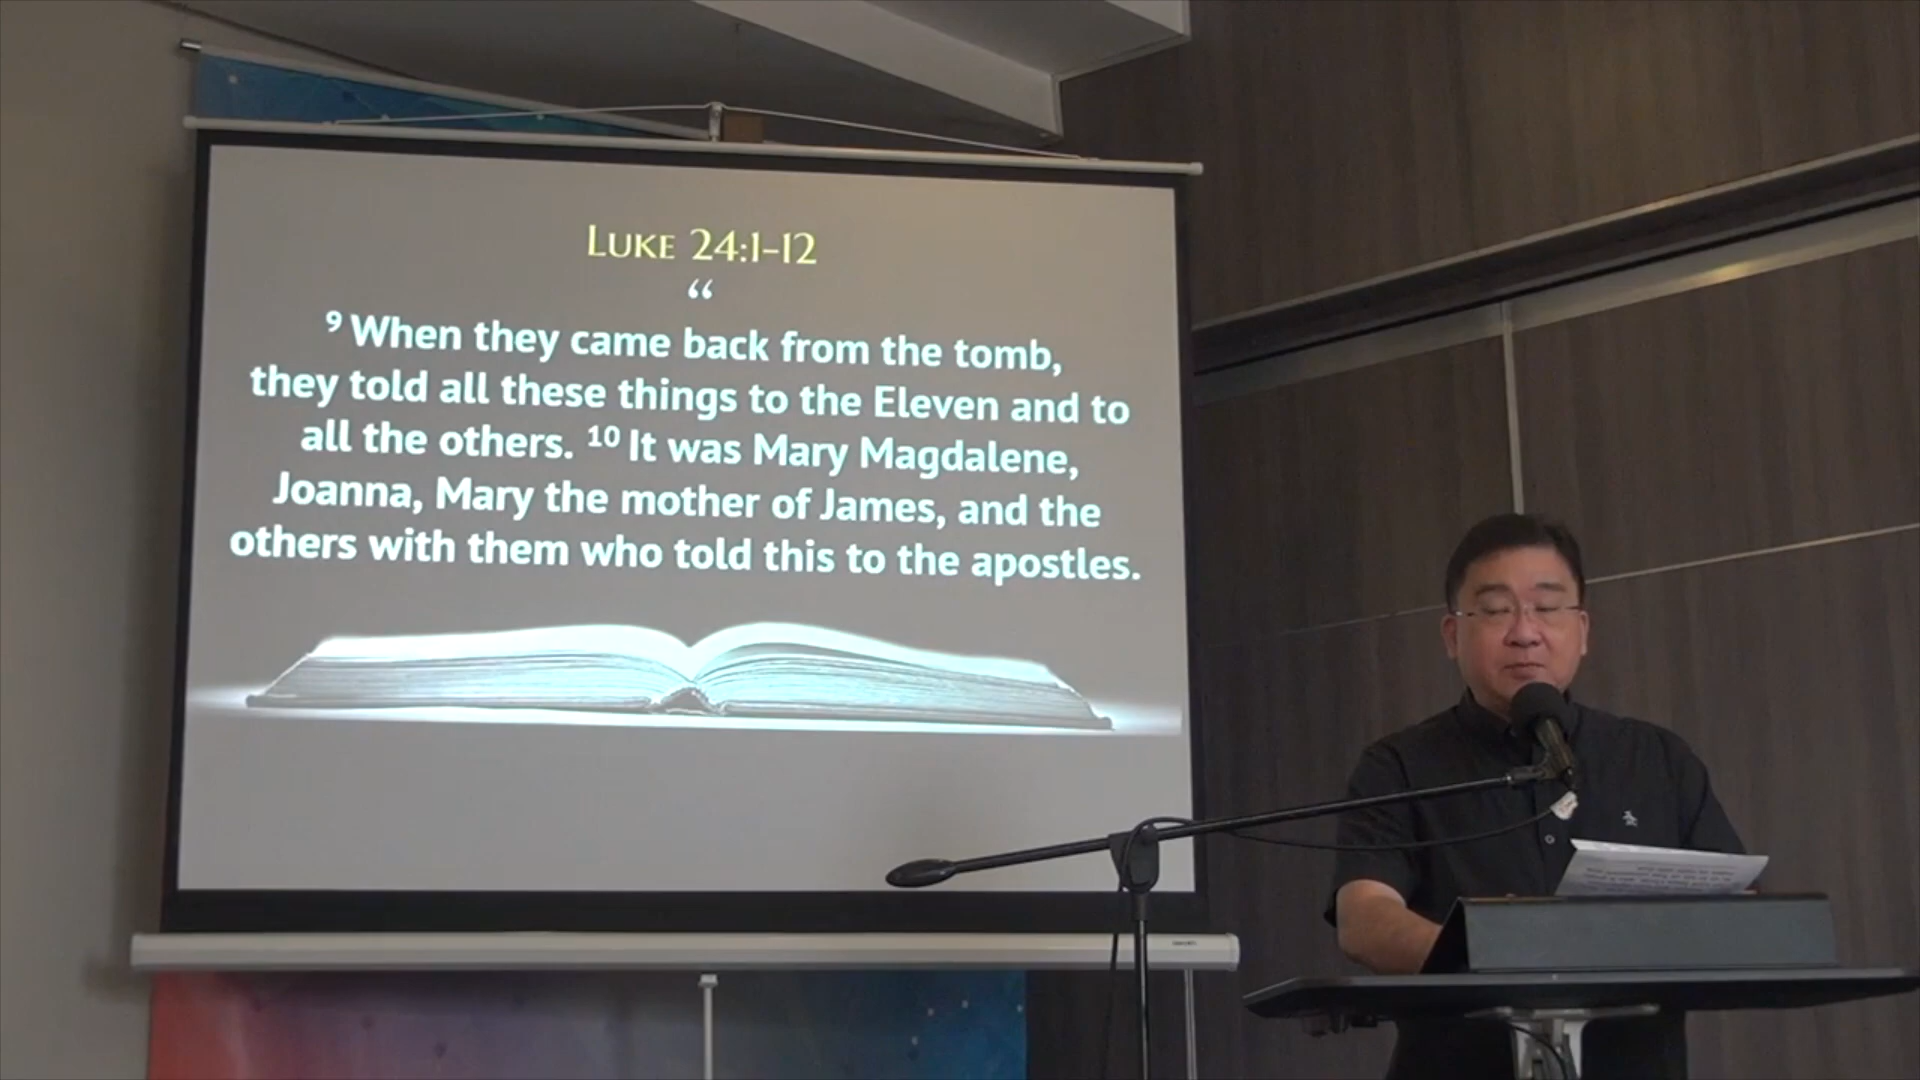 Luke 24:1-12
“
9 When they came back from the tomb,
they told all these things to the Eleven and to
all the others. 10 It was Mary Magdalene,
Joanna, Mary the mother of James, and the
others with them who told this to the apostles.